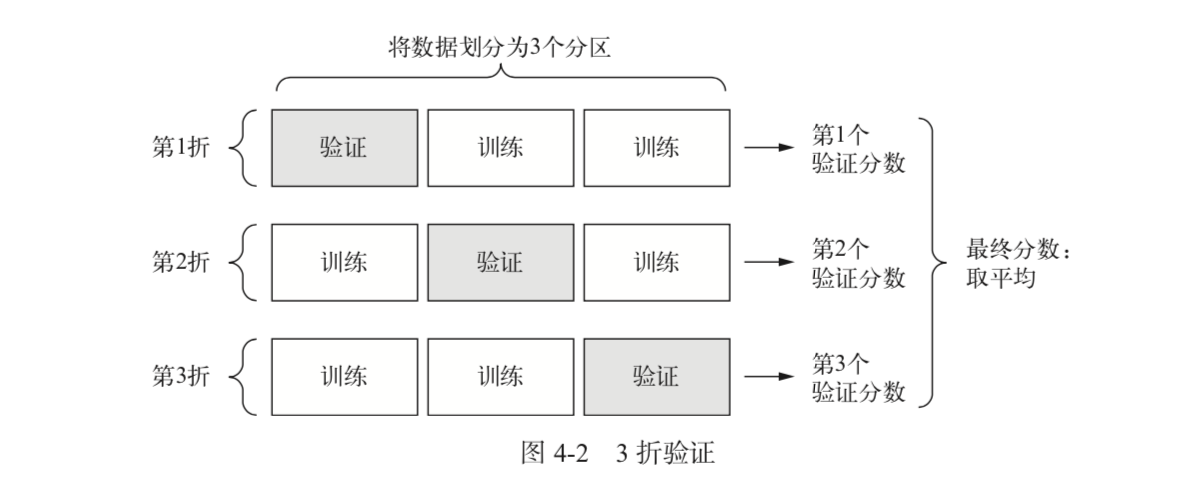 将数据划分为3个分区
第1折
验证
训练
训练
第1个
验证分数
第2折
训练
验证
训练
第2个
验证分数
第3折
训练
训练
验证
第3个
验证分数
最终分数：
取平均
图 4-2 3 折验证